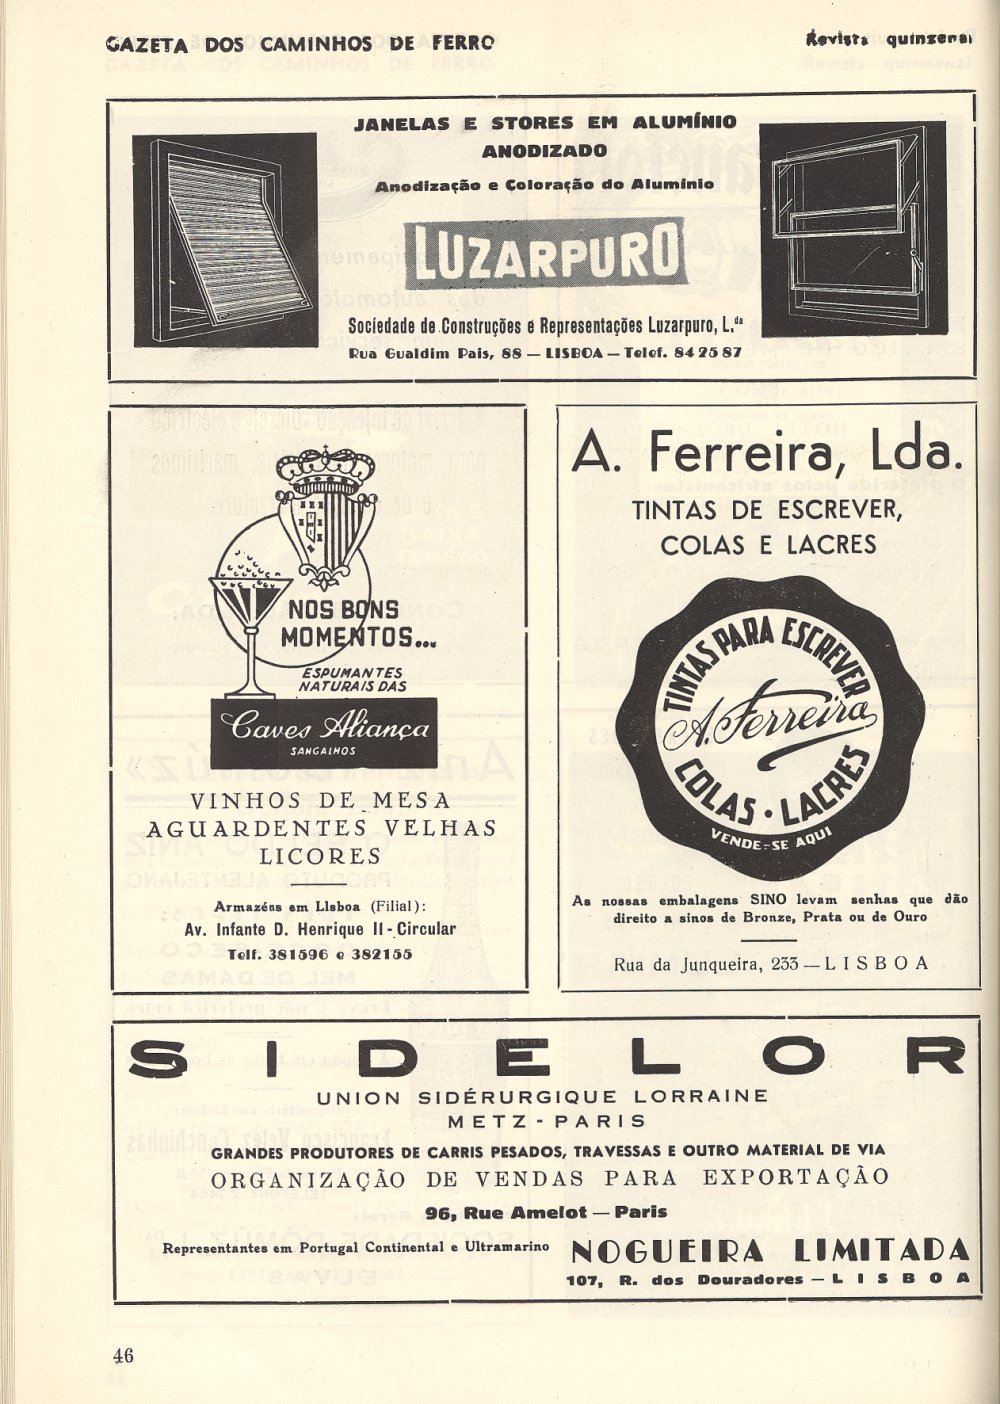 GAZETA DOS CAMINHOS DE FERRO
Revista quinzenal
JANELAS E STORES EM ALUMÍNIO
ANODIZADO
Anodização e Coloração do Alumínio
LUZARPURO
Sociedade de Construções e Representações Luzarpuro, L.da
Rua Gualdim Pais, 88 — LISBOA — Telef. 84 25 87
NOS BONS
MOMENTOS...
ESPUMANTES
NATURAIS DAS
Caves Aliança
SANGALHOS
VINHOS DE MESA
AGUARDENTES VELHAS
LICORES
Armazéns em Lisboa (Filial):
Av. Infante D. Henrique II - Circular
Telf. 381596 e 382155
A. Ferreira, Lda.
TINTAS DE ESCREVER,
COLAS E LACRES
TINTAS PARA ESCREVER
A. Ferreira
COLAS · LACRES
VENDE-SE AQUI
As nossas embalagens SINO levam senhas que dão
direito a sinos de Bronze, Prata ou de Ouro
Rua da Junqueira, 233 — LISBOA
SIDELOR
UNION SIDÉRURGIQUE LORRAINE
METZ - PARIS
GRANDES PRODUTORES DE CARRIS PESADOS, TRAVESSAS E OUTRO MATERIAL DE VIA
ORGANIZAÇÃO DE VENDAS PARA EXPORTAÇÃO
96, Rue Amelot — Paris
Representantes em Portugal Continental e Ultramarino
NOGUEIRA LIMITADA
107, R. dos Douradores — LISBOA
46